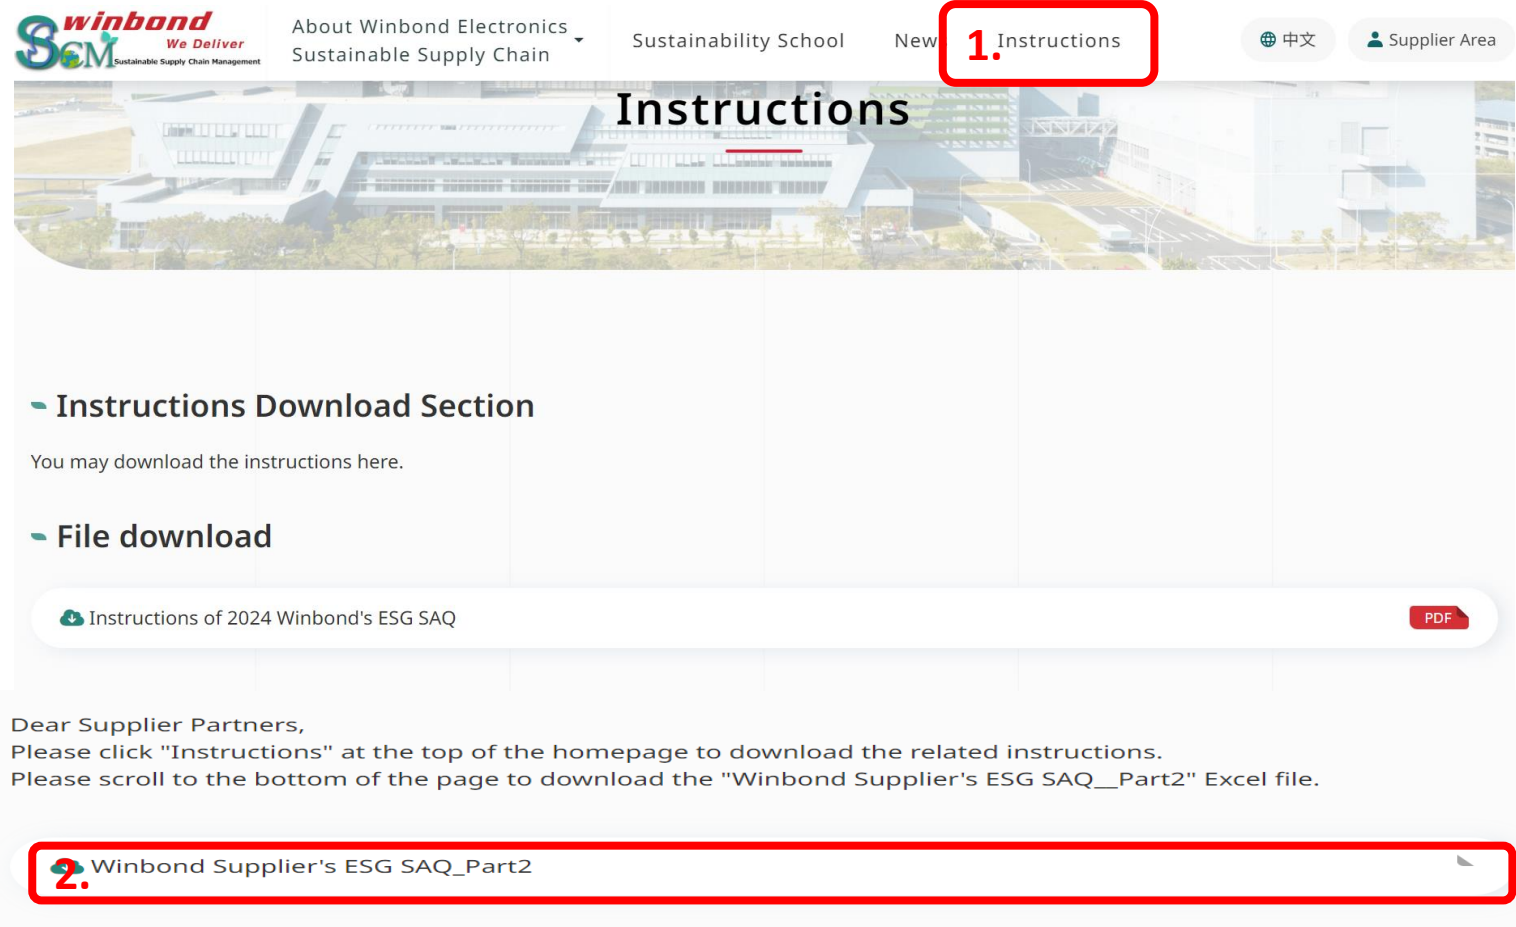 winbond
We Deliver
SSCM Sustainable Supply Chain Management
About Winbond Electronics
Sustainable Supply Chain
Sustainability School
New
1.
Instructions
中文
Supplier Area
Instructions
Instructions Download Section
You may download the instructions here.
File download
Instructions of 2024 Winbond's ESG SAQ
PDF
Dear Supplier Partners,
Please click "Instructions" at the top of the homepage to download the related instructions.
Please scroll to the bottom of the page to download the "Winbond Supplier's ESG SAQ__Part2" Excel file.
2.
Winbond Supplier's ESG SAQ_Part2